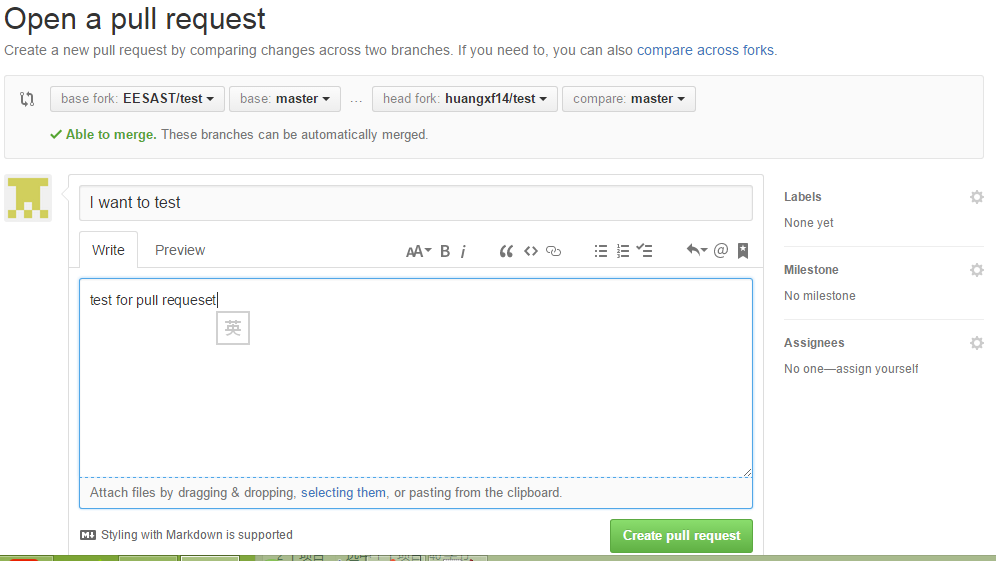 Open a pull request
Create a new pull request by comparing changes across two branches. If you need to, you can also compare across forks.
base fork: EESAST/test base: master ... head fork: huangxf14/test compare: master
Able to merge. These branches can be automatically merged.
I want to test
Labels
None yet
Write Preview AA B i
Milestone
No milestone
test for pull requeset
英
Assignees
No one—assign yourself
Attach files by dragging & dropping, selecting them, or pasting from the clipboard.
Styling with Markdown is supported Create pull request